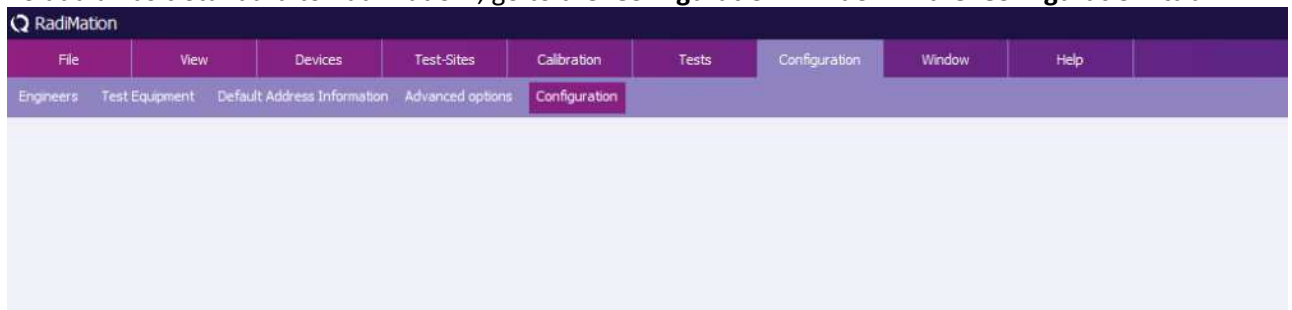 RadiMation
File View Devices Test-Sites Calibration Tests Configuration Window Help
Engineers Test Equipment Default Address Information Advanced options Configuration